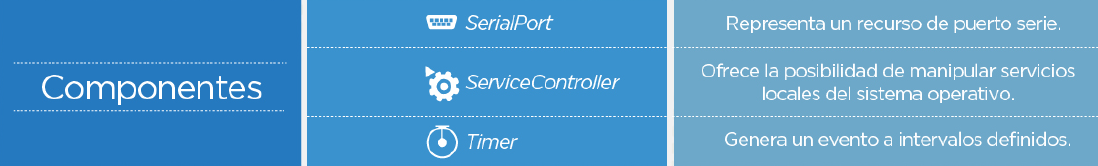 Componentes
SerialPort
Representa un recurso de puerto serie.
ServiceController
Ofrece la posibilidad de manipular servicios
locales del sistema operativo.
Timer
Genera un evento a intervalos definidos.